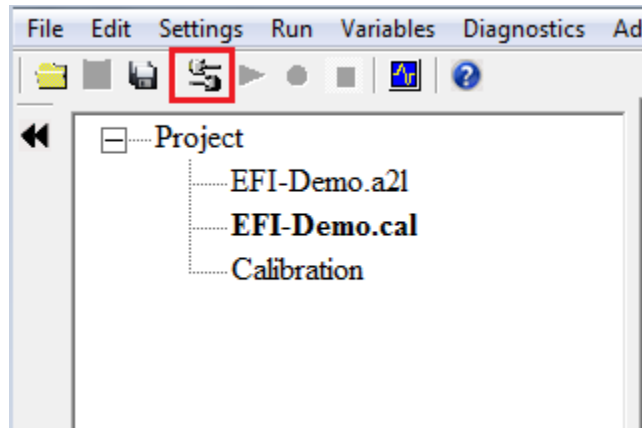 File Edit Settings Run Variables Diagnostics Ad
Project
EFI-Demo.a2l
EFI-Demo.cal
Calibration